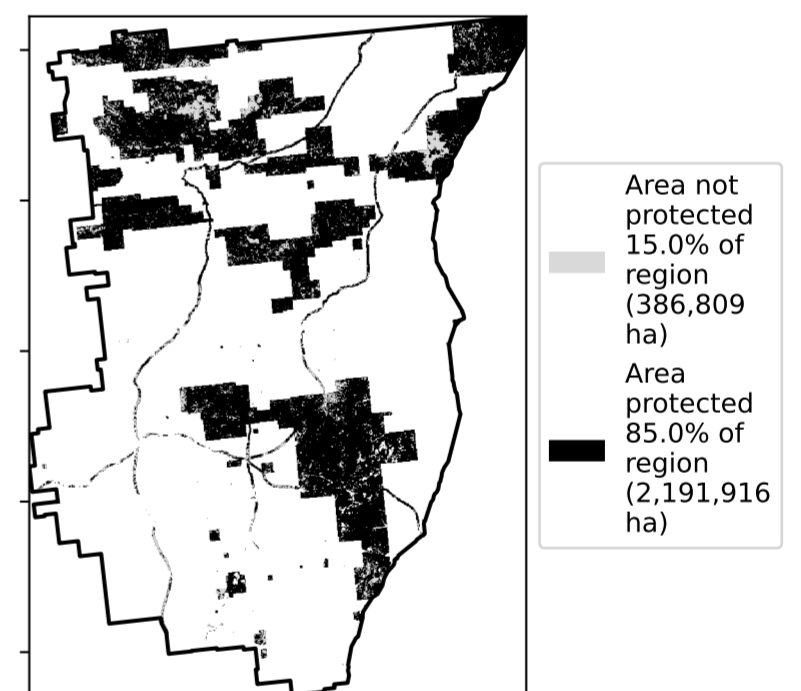 Area not
protected
15.0% of
region
(386,809
ha)
Area
protected
85.0% of
region
(2,191,916
ha)